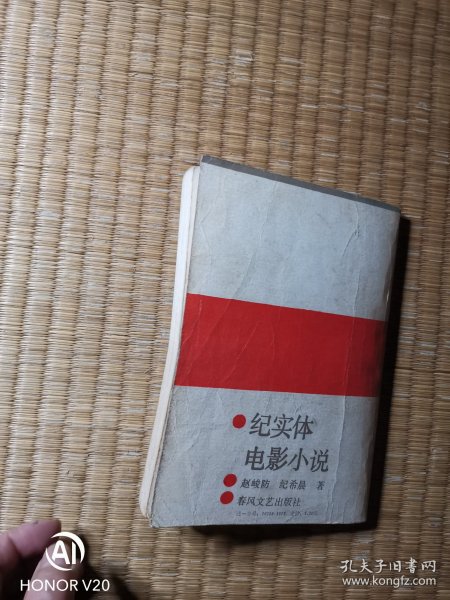 纪实体
电影小说
赵峻防 纪希晨 著
春风文艺出版社
AI
HONOR V20
孔夫子旧书网
www.kongfz.com